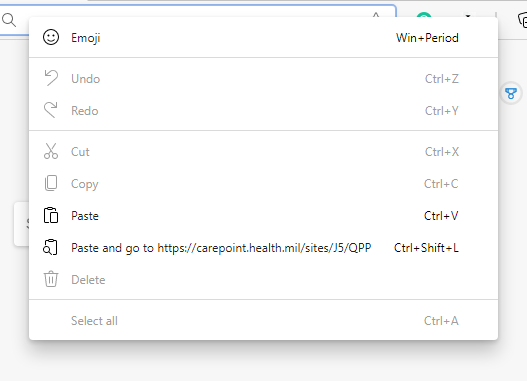 Emoji Win+Period
Undo Ctrl+Z
Redo Ctrl+Y
Cut Ctrl+X
Copy Ctrl+C
Paste Ctrl+V
Paste and go to https://carepoint.health.mil/sites/J5/QPP Ctrl+Shift+L
Delete
Select all Ctrl+A